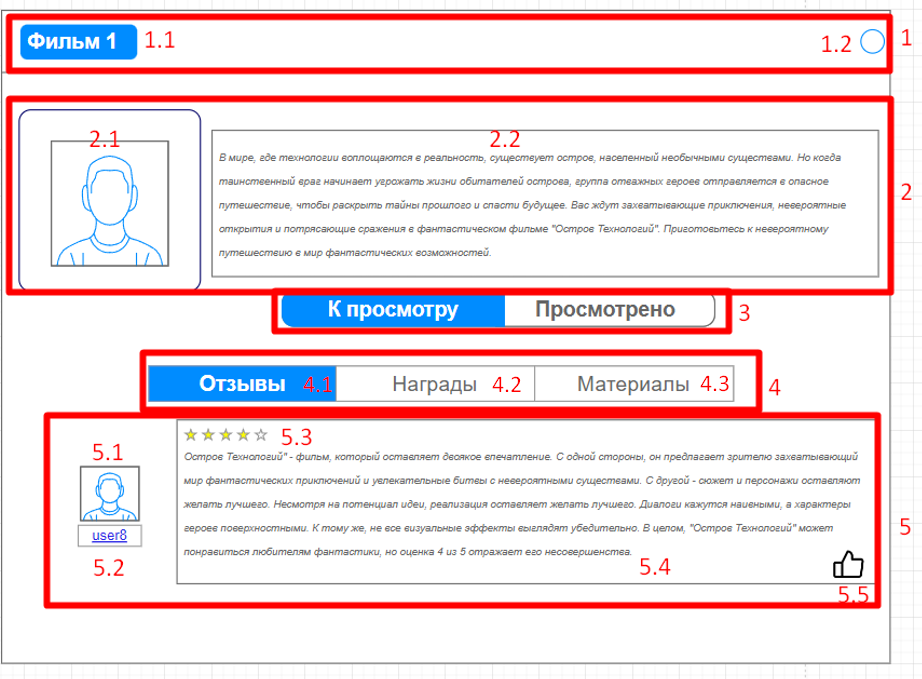 Фильм 1 1.1 1.2 1
2.1 2.2
В мире, где технологии воплощаются в реальность, существует остров, населенный необычными существами. Но когда
таинственный враг начинает угрожать жизни обитателей острова, группа отважных героев отправляется в опасное
путешествие, чтобы раскрыть тайны прошлого и спасти будущее. Вас ждут захватывающие приключения, невероятные
открытия и потрясающие сражения в фантастическом фильме "Остров Технологий". Приготовьтесь к невероятному
путешествию в мир фантастических возможностей.
2
К просмотру Просмотрено 3
Отзывы 4.1 Награды 4.2 Материалы 4.3 4
5.1
user8
5.2
5.3
Остров Технологий" - фильм, который оставляет двоякое впечатление. С одной стороны, он предлагает зрителю захватывающий
мир фантастических приключений и увлекательные битвы с невероятными существами. С другой - сюжет и персонажи оставляют
желать лучшего. Несмотря на потенциал идеи, реализация оставляет желать лучшего. Диалоги кажутся наивными, а характеры
героев поверхностными. К тому же, не все визуальные эффекты выглядят убедительно. В целом, "Остров Технологий" может
понравиться любителям фантастики, но оценка 4 из 5 отражает его несовершенства.
5.4
5.5
5